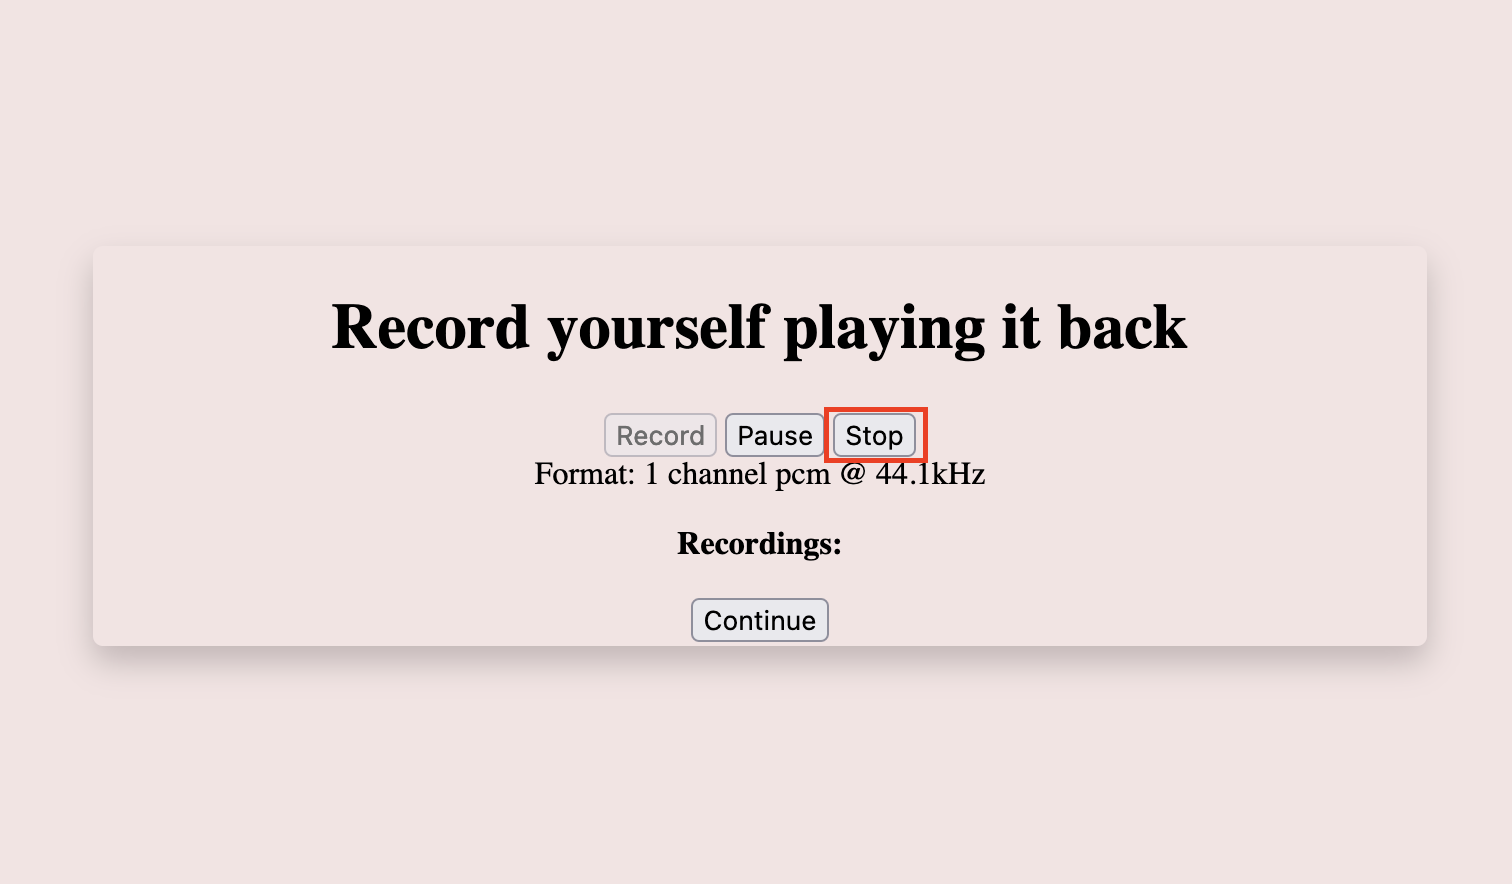 Record yourself playing it back
Record Pause Stop
Format: 1 channel pcm @ 44.1kHz
Recordings:
Continue